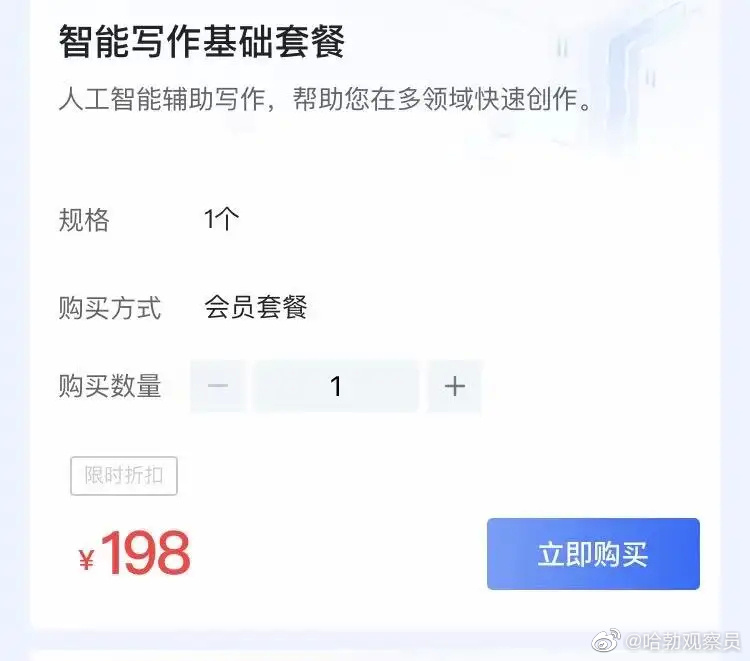 智能写作基础套餐
人工智能辅助写作，帮助您在多领域快速创作。
规格 1个
购买方式 会员套餐
购买数量 － 1 +
限时折扣
¥198 立即购买
@哈勃观察员